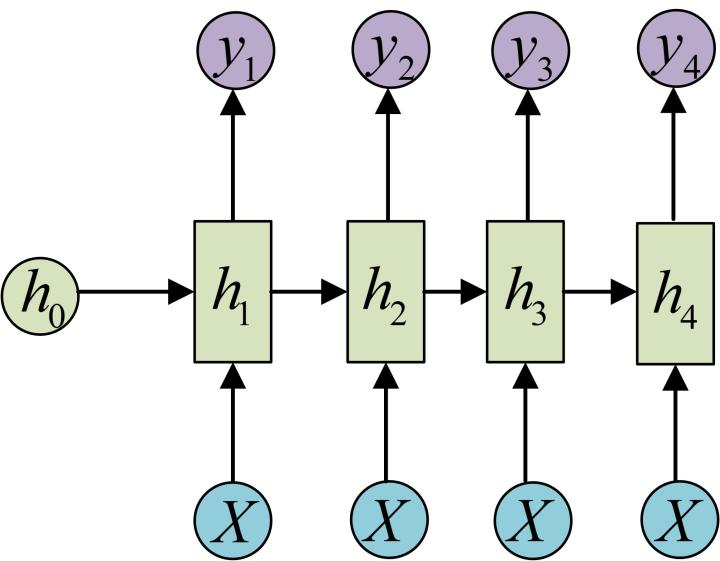 y₁ y₂ y₃ y₄
h₀ h₁ h₂ h₃ h₄
X X X X